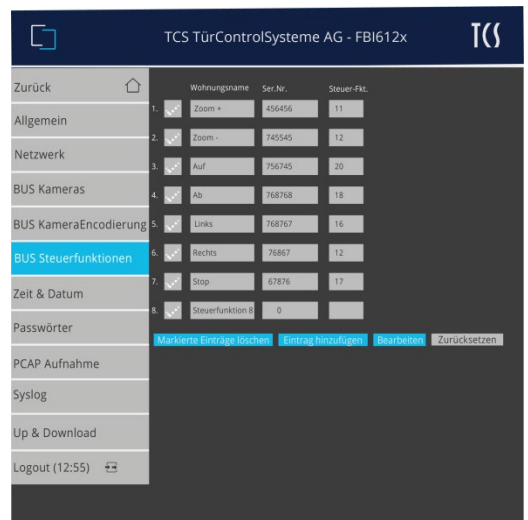 TCS TürControlSysteme AG - FBI612x
TCS
Zurück
Allgemein
Netzwerk
BUS Kameras
BUS KameraEncodierung
BUS Steuerfunktionen
Zeit & Datum
Passwörter
PCAP Aufnahme
Syslog
Up & Download
Logout (12:55)
Wohnungsname Ser.Nr. Steuer-Fkt.
1. Zoom + 456456 11
2. Zoom - 745545 12
3. Auf 756745 20
4. Ab 768768 18
5. Links 768767 16
6. Rechts 76867 12
7. Stop 67876 17
8. Steuerfunktion 8 0
Markierte Einträge löschen Eintrag hinzufügen Bearbeiten Zurücksetzen